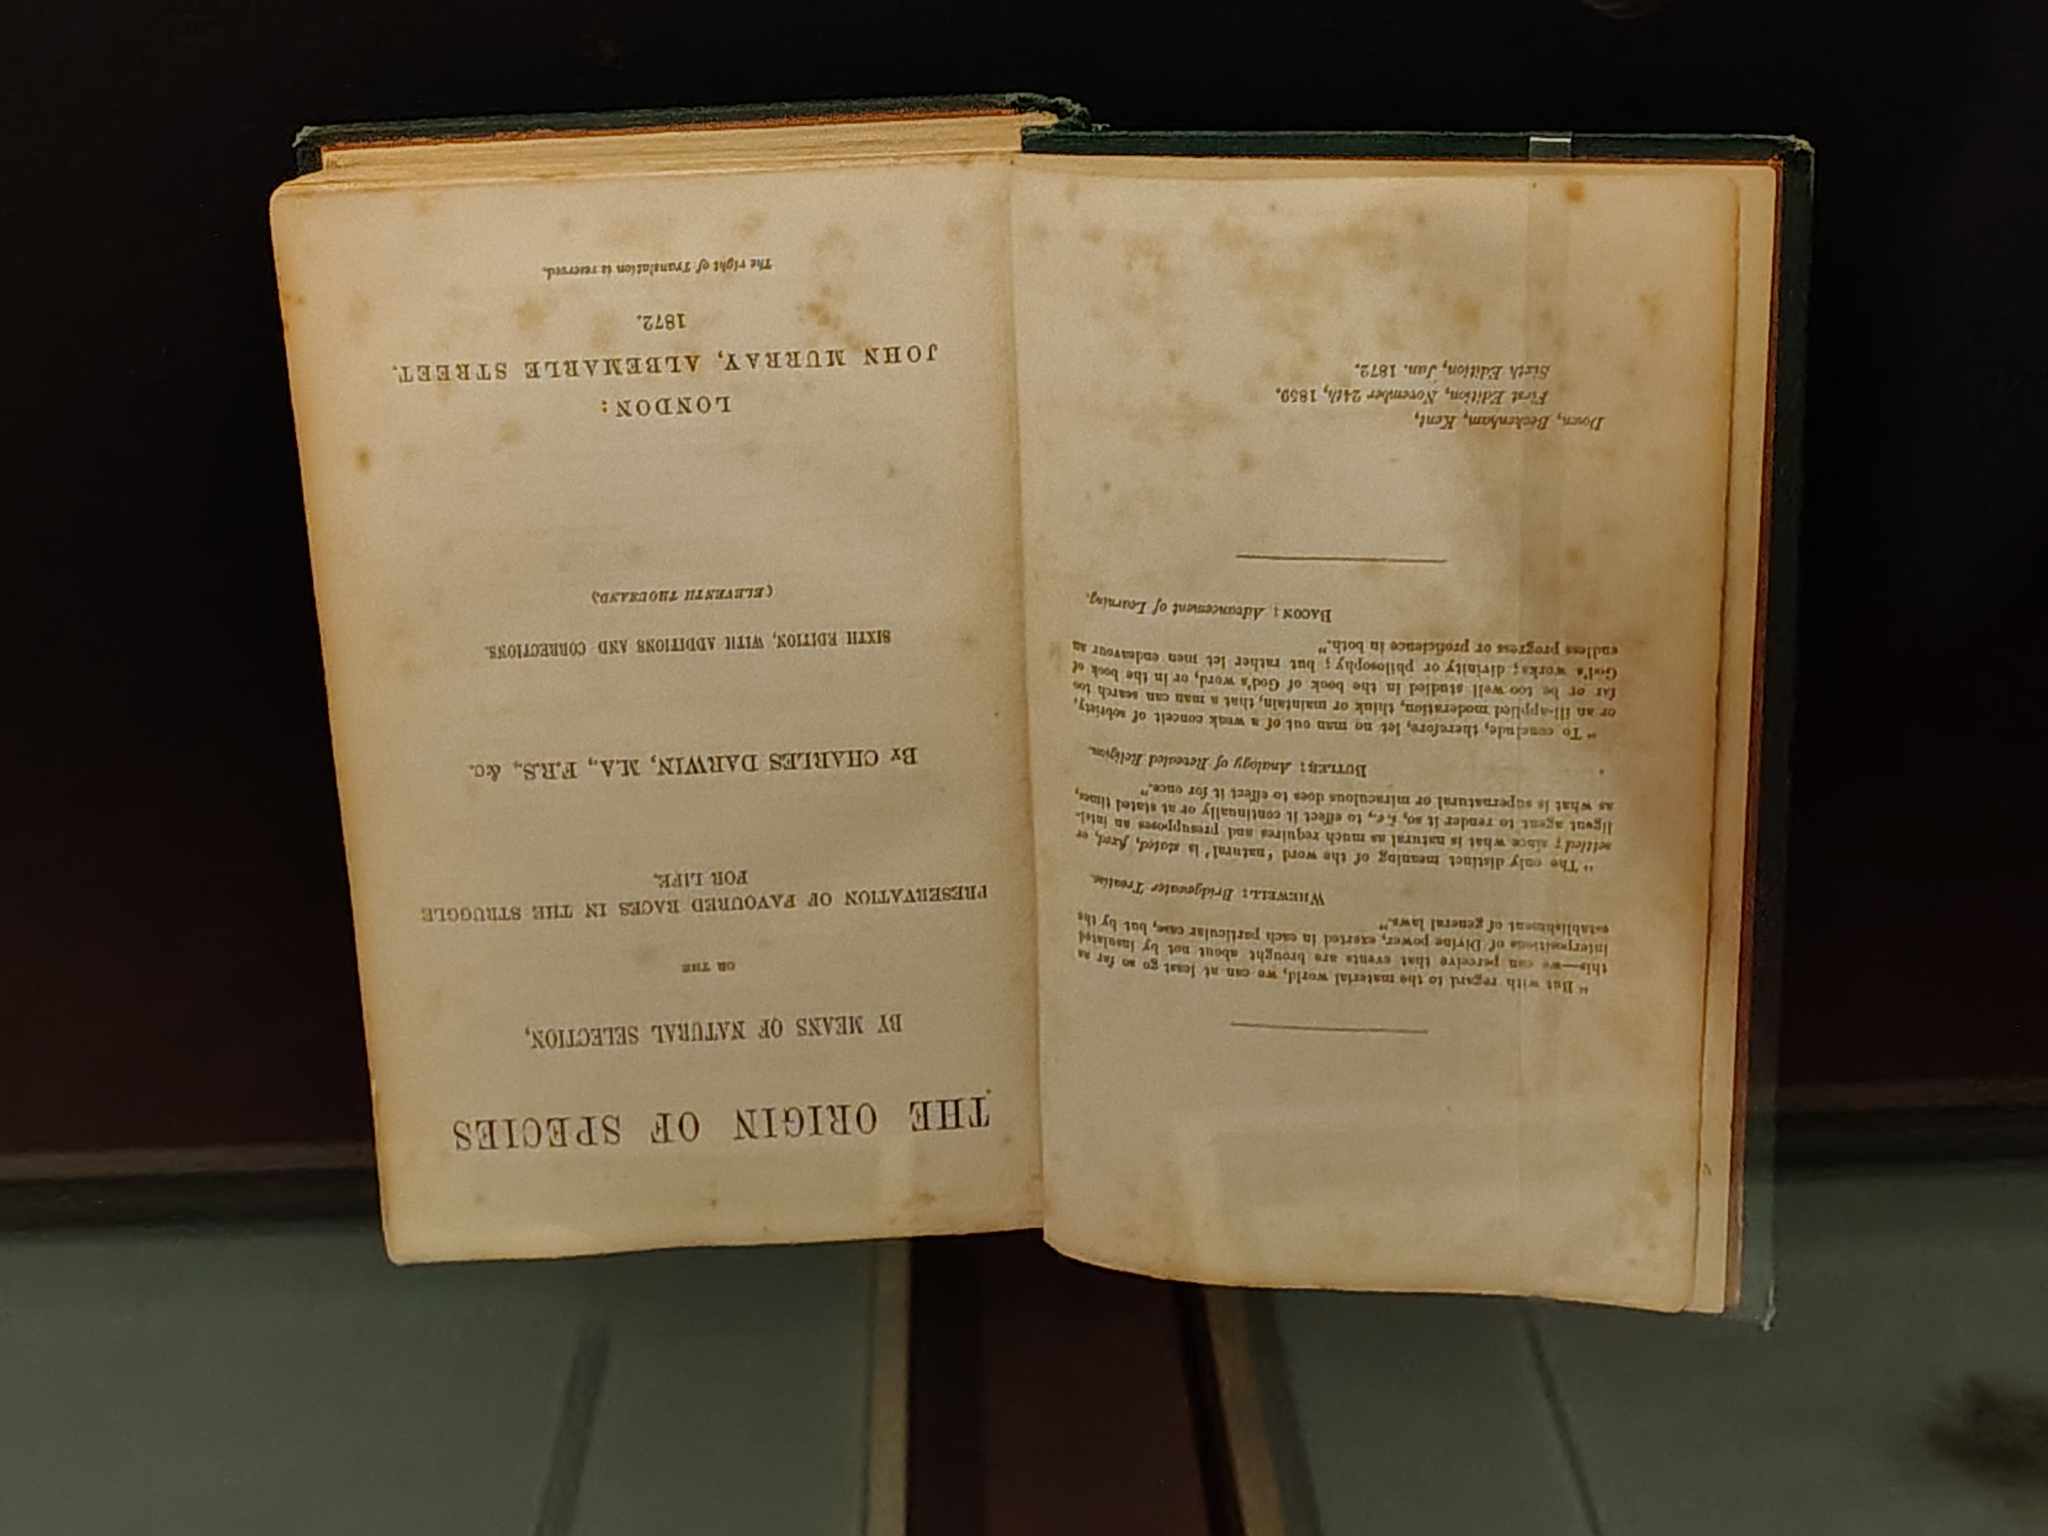 "But with regard to the material world, we can at least go so far as
this—we can perceive that events are brought about not by insulated
interpositions of Divine power, exerted in each particular case, but by the
establishment of general laws."
WHEWELL: Bridgewater Treatise.
"The only distinct meaning of the word 'natural' is stated, fixed, or
settled; since what is natural as much requires and presupposes an intel-
ligent agent to render it so, i.e., to effect it continually or at stated times,
as what is supernatural or miraculous does to effect it for once."
BUTLER: Analogy of Revealed Religion.
"To conclude, therefore, let no man out of a weak conceit of sobriety,
or an ill-applied moderation, think or maintain, that a man can search too
far or be too well studied in the book of God's word, or in the book of
God's works; divinity or philosophy; but rather let men endeavour an
endless progress or proficience in both."
BACON: Advancement of Learning.
Down, Beckenham, Kent,
First Edition, November 24th, 1859.
Sixth Edition, Jan. 1872.
THE ORIGIN OF SPECIES
BY MEANS OF NATURAL SELECTION,
OR THE
PRESERVATION OF FAVOURED RACES IN THE STRUGGLE
FOR LIFE.
By CHARLES DARWIN, M.A., F.R.S., &c.
SIXTH EDITION, WITH ADDITIONS AND CORRECTIONS.
(ELEVENTH THOUSAND.)
LONDON:
JOHN MURRAY, ALBEMARLE STREET.
1872.
The right of Translation is reserved.